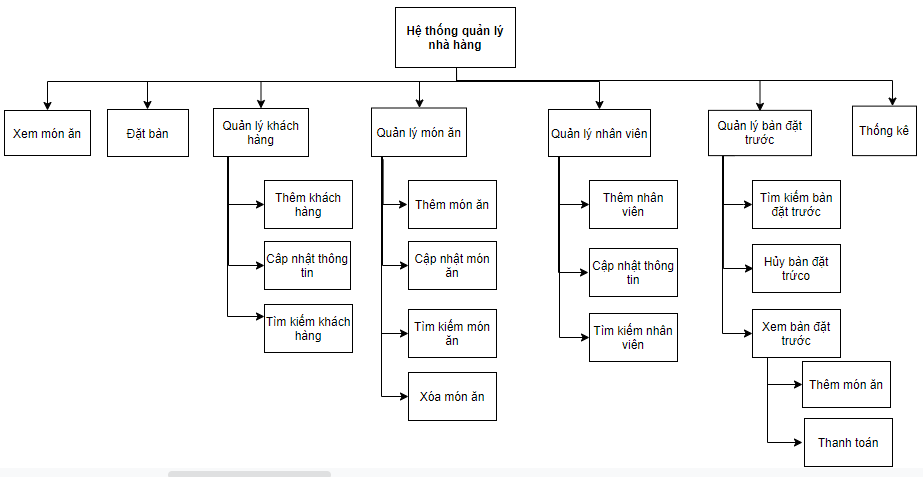 Hệ thống quản lý
nhà hàng
Xem món ăn
Đặt bàn
Quản lý khách
hàng
Quản lý món ăn
Quản lý nhân viên
Quản lý bàn đặt
trước
Thống kê
Thêm khách
hàng
Cập nhật thông
tin
Tìm kiếm khách
hàng
Thêm món ăn
Cập nhật món
ăn
Tìm kiếm món
ăn
Xóa món ăn
Thêm nhân
viên
Cập nhật thông
tin
Tìm kiếm nhân
viên
Tìm kiếm bàn
đặt trước
Hủy bàn đặt
trứco
Xem bàn đặt
trước
Thêm món ăn
Thanh toán